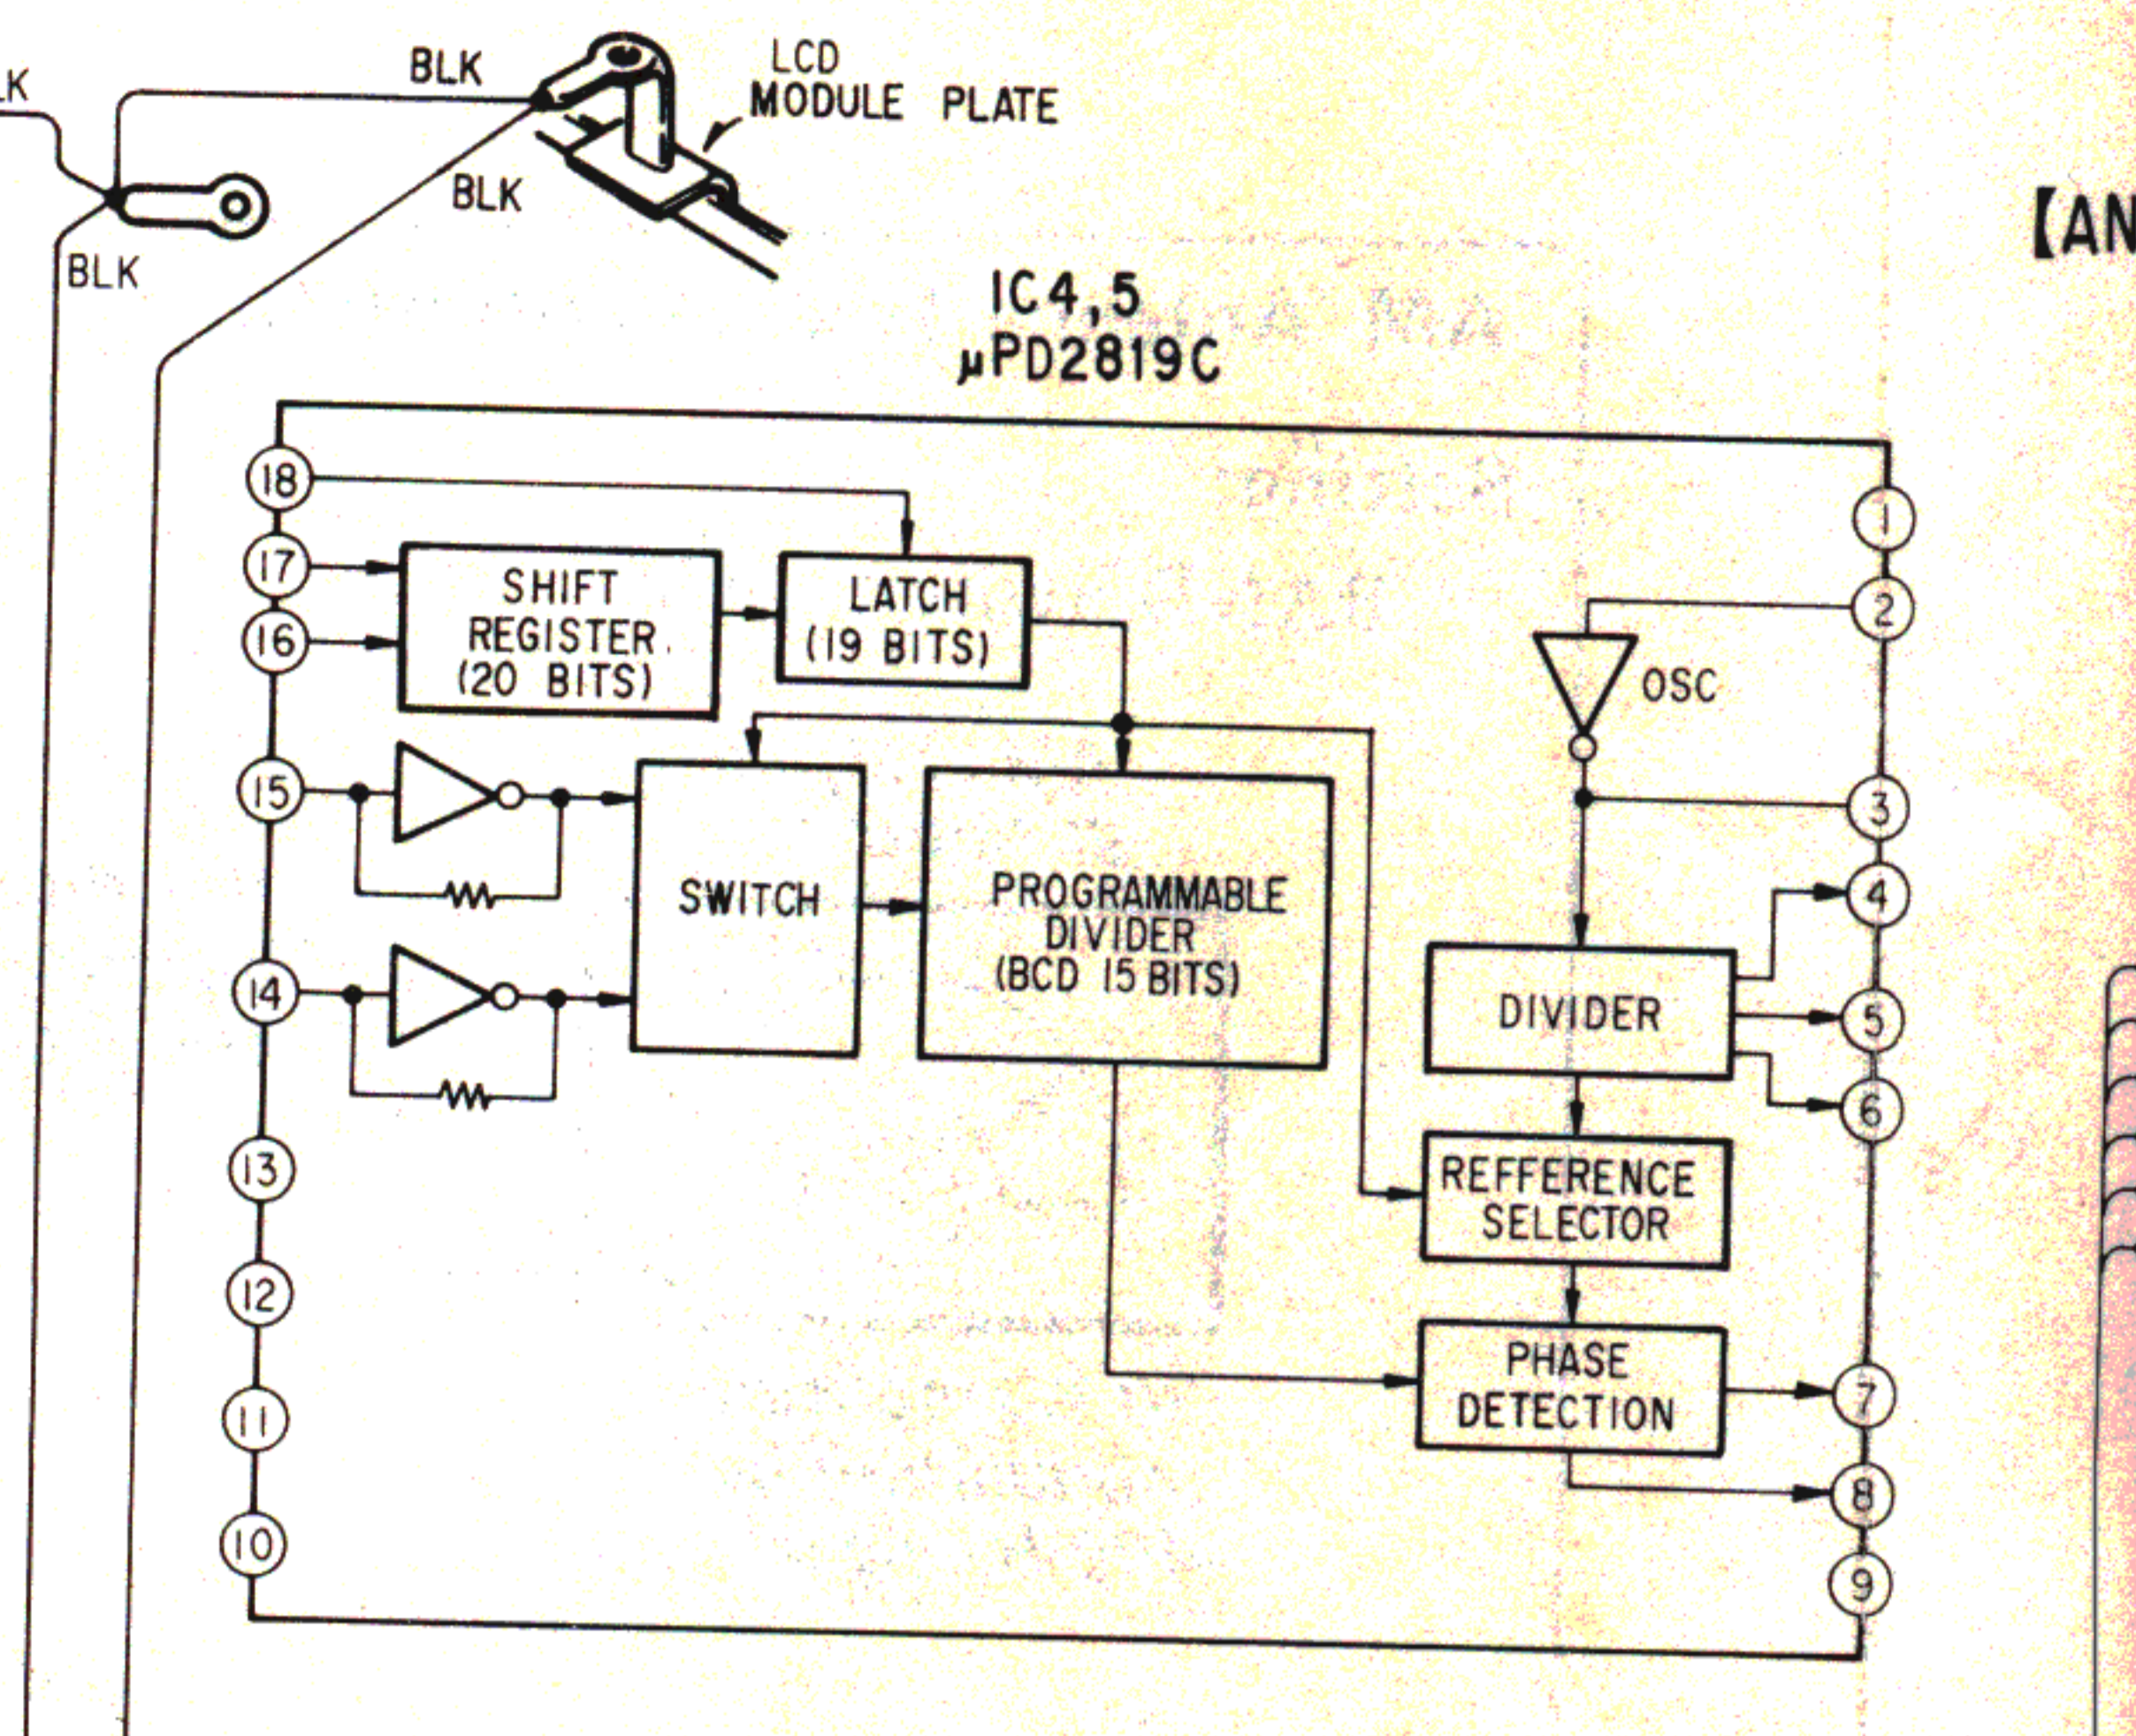 BLK
LCD
MODULE PLATE
BLK
BLK
IC4,5
μPD2819C
18
17
16
15
14
13
12
11
10
1
2
3
4
5
6
7
8
9
SHIFT
REGISTER
(20 BITS)
LATCH
(19 BITS)
OSC
SWITCH
PROGRAMMABLE
DIVIDER
(BCD 15 BITS)
DIVIDER
REFFERENCE
SELECTOR
PHASE
DETECTION